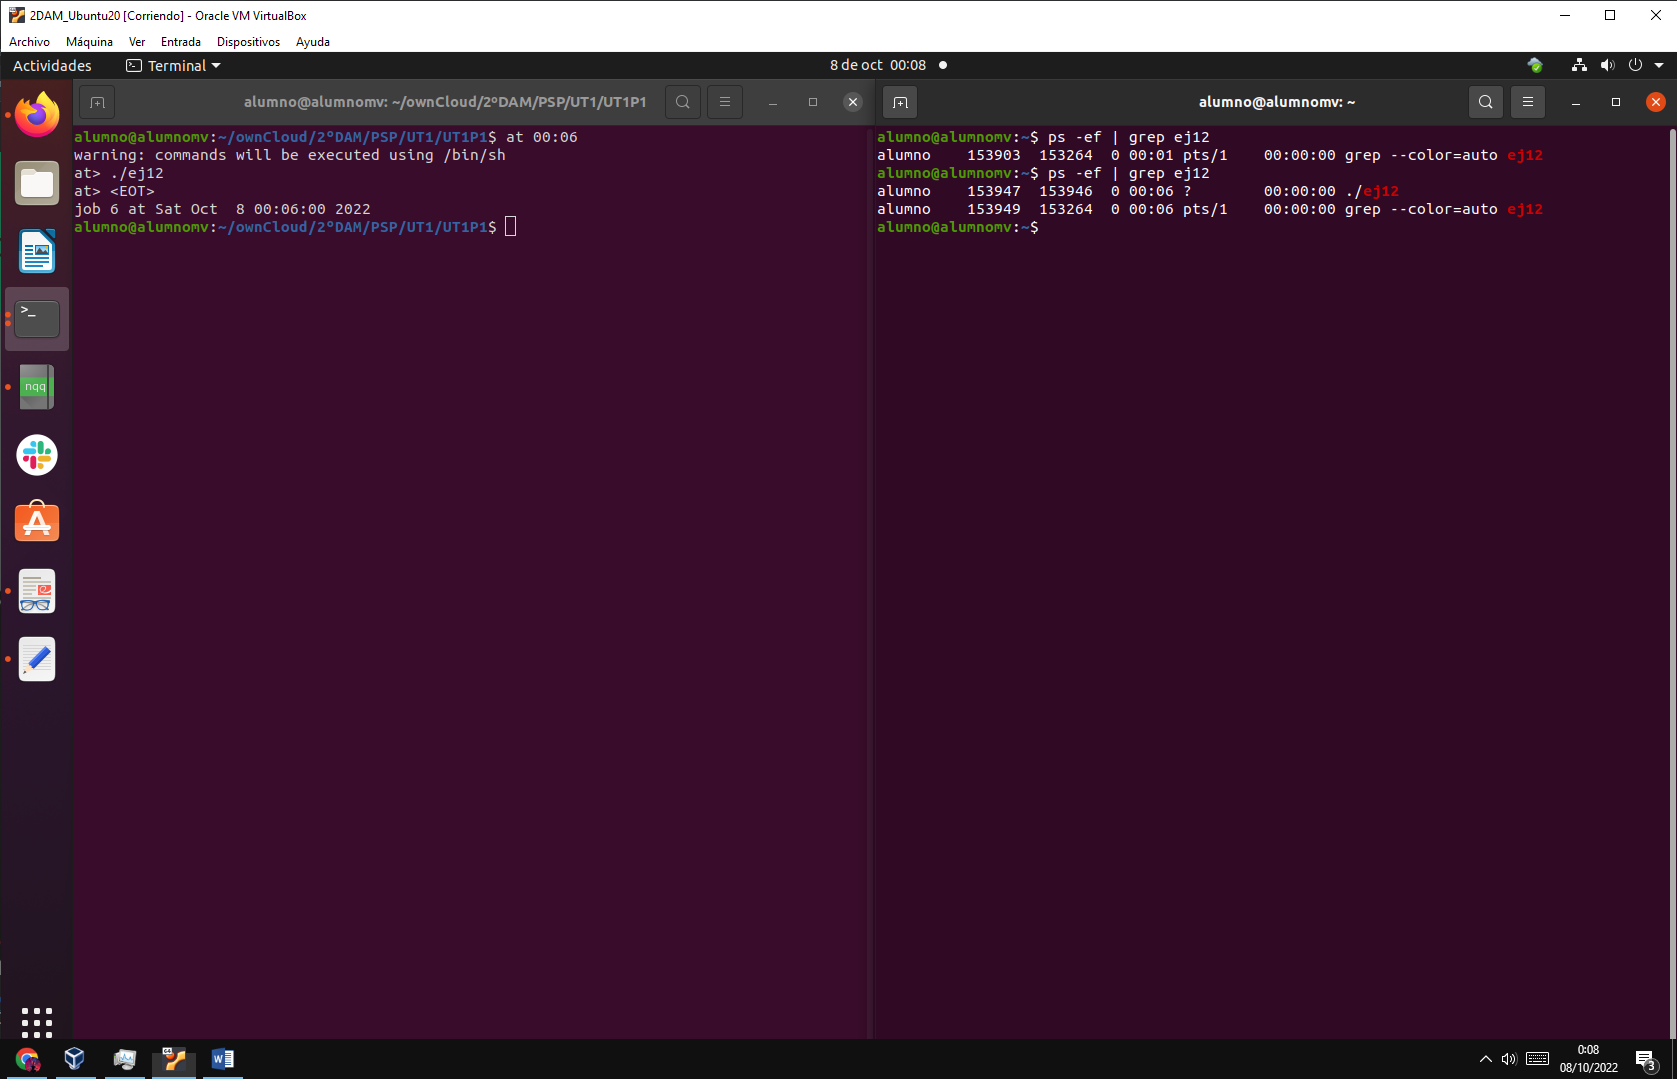 2DAM_Ubuntu20 [Corriendo] - Oracle VM VirtualBox
Archivo Máquina Ver Entrada Dispositivos Ayuda
Actividades Terminal 8 de oct 00:08
alumno@alumnomv: ~/ownCloud/2ºDAM/PSP/UT1/UT1P1
alumno@alumnomv:~/ownCloud/2ºDAM/PSP/UT1/UT1P1$ at 00:06
warning: commands will be executed using /bin/sh
at> ./ej12
at> <EOT>
job 6 at Sat Oct  8 00:06:00 2022
alumno@alumnomv:~/ownCloud/2ºDAM/PSP/UT1/UT1P1$
alumno@alumnomv: ~
alumno@alumnomv:~$ ps -ef | grep ej12
alumno    153903  153264  0 00:01 pts/1    00:00:00 grep --color=auto ej12
alumno@alumnomv:~$ ps -ef | grep ej12
alumno    153947  153946  0 00:06 ?        00:00:00 ./ej12
alumno    153949  153264  0 00:06 pts/1    00:00:00 grep --color=auto ej12
alumno@alumnomv:~$
>_
nqq
W
0:08
08/10/2022
3